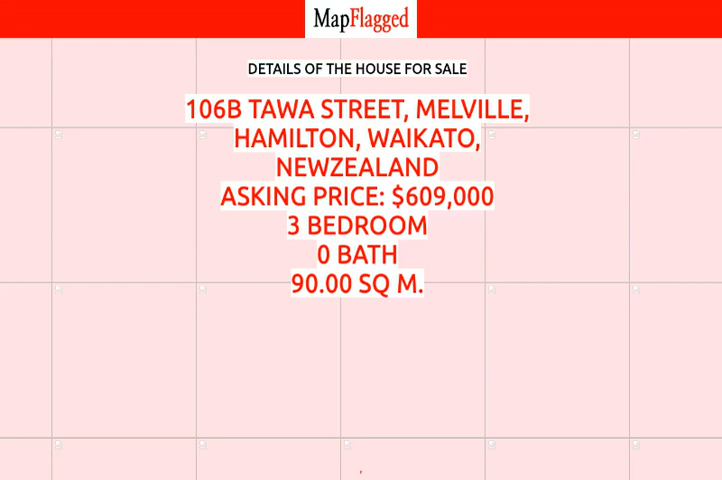 MapFlagged
DETAILS OF THE HOUSE FOR SALE
106B TAWA STREET, MELVILLE,
HAMILTON, WAIKATO,
NEWZEALAND
ASKING PRICE: $609,000
3 BEDROOM
0 BATH
90.00 SQ M.
,